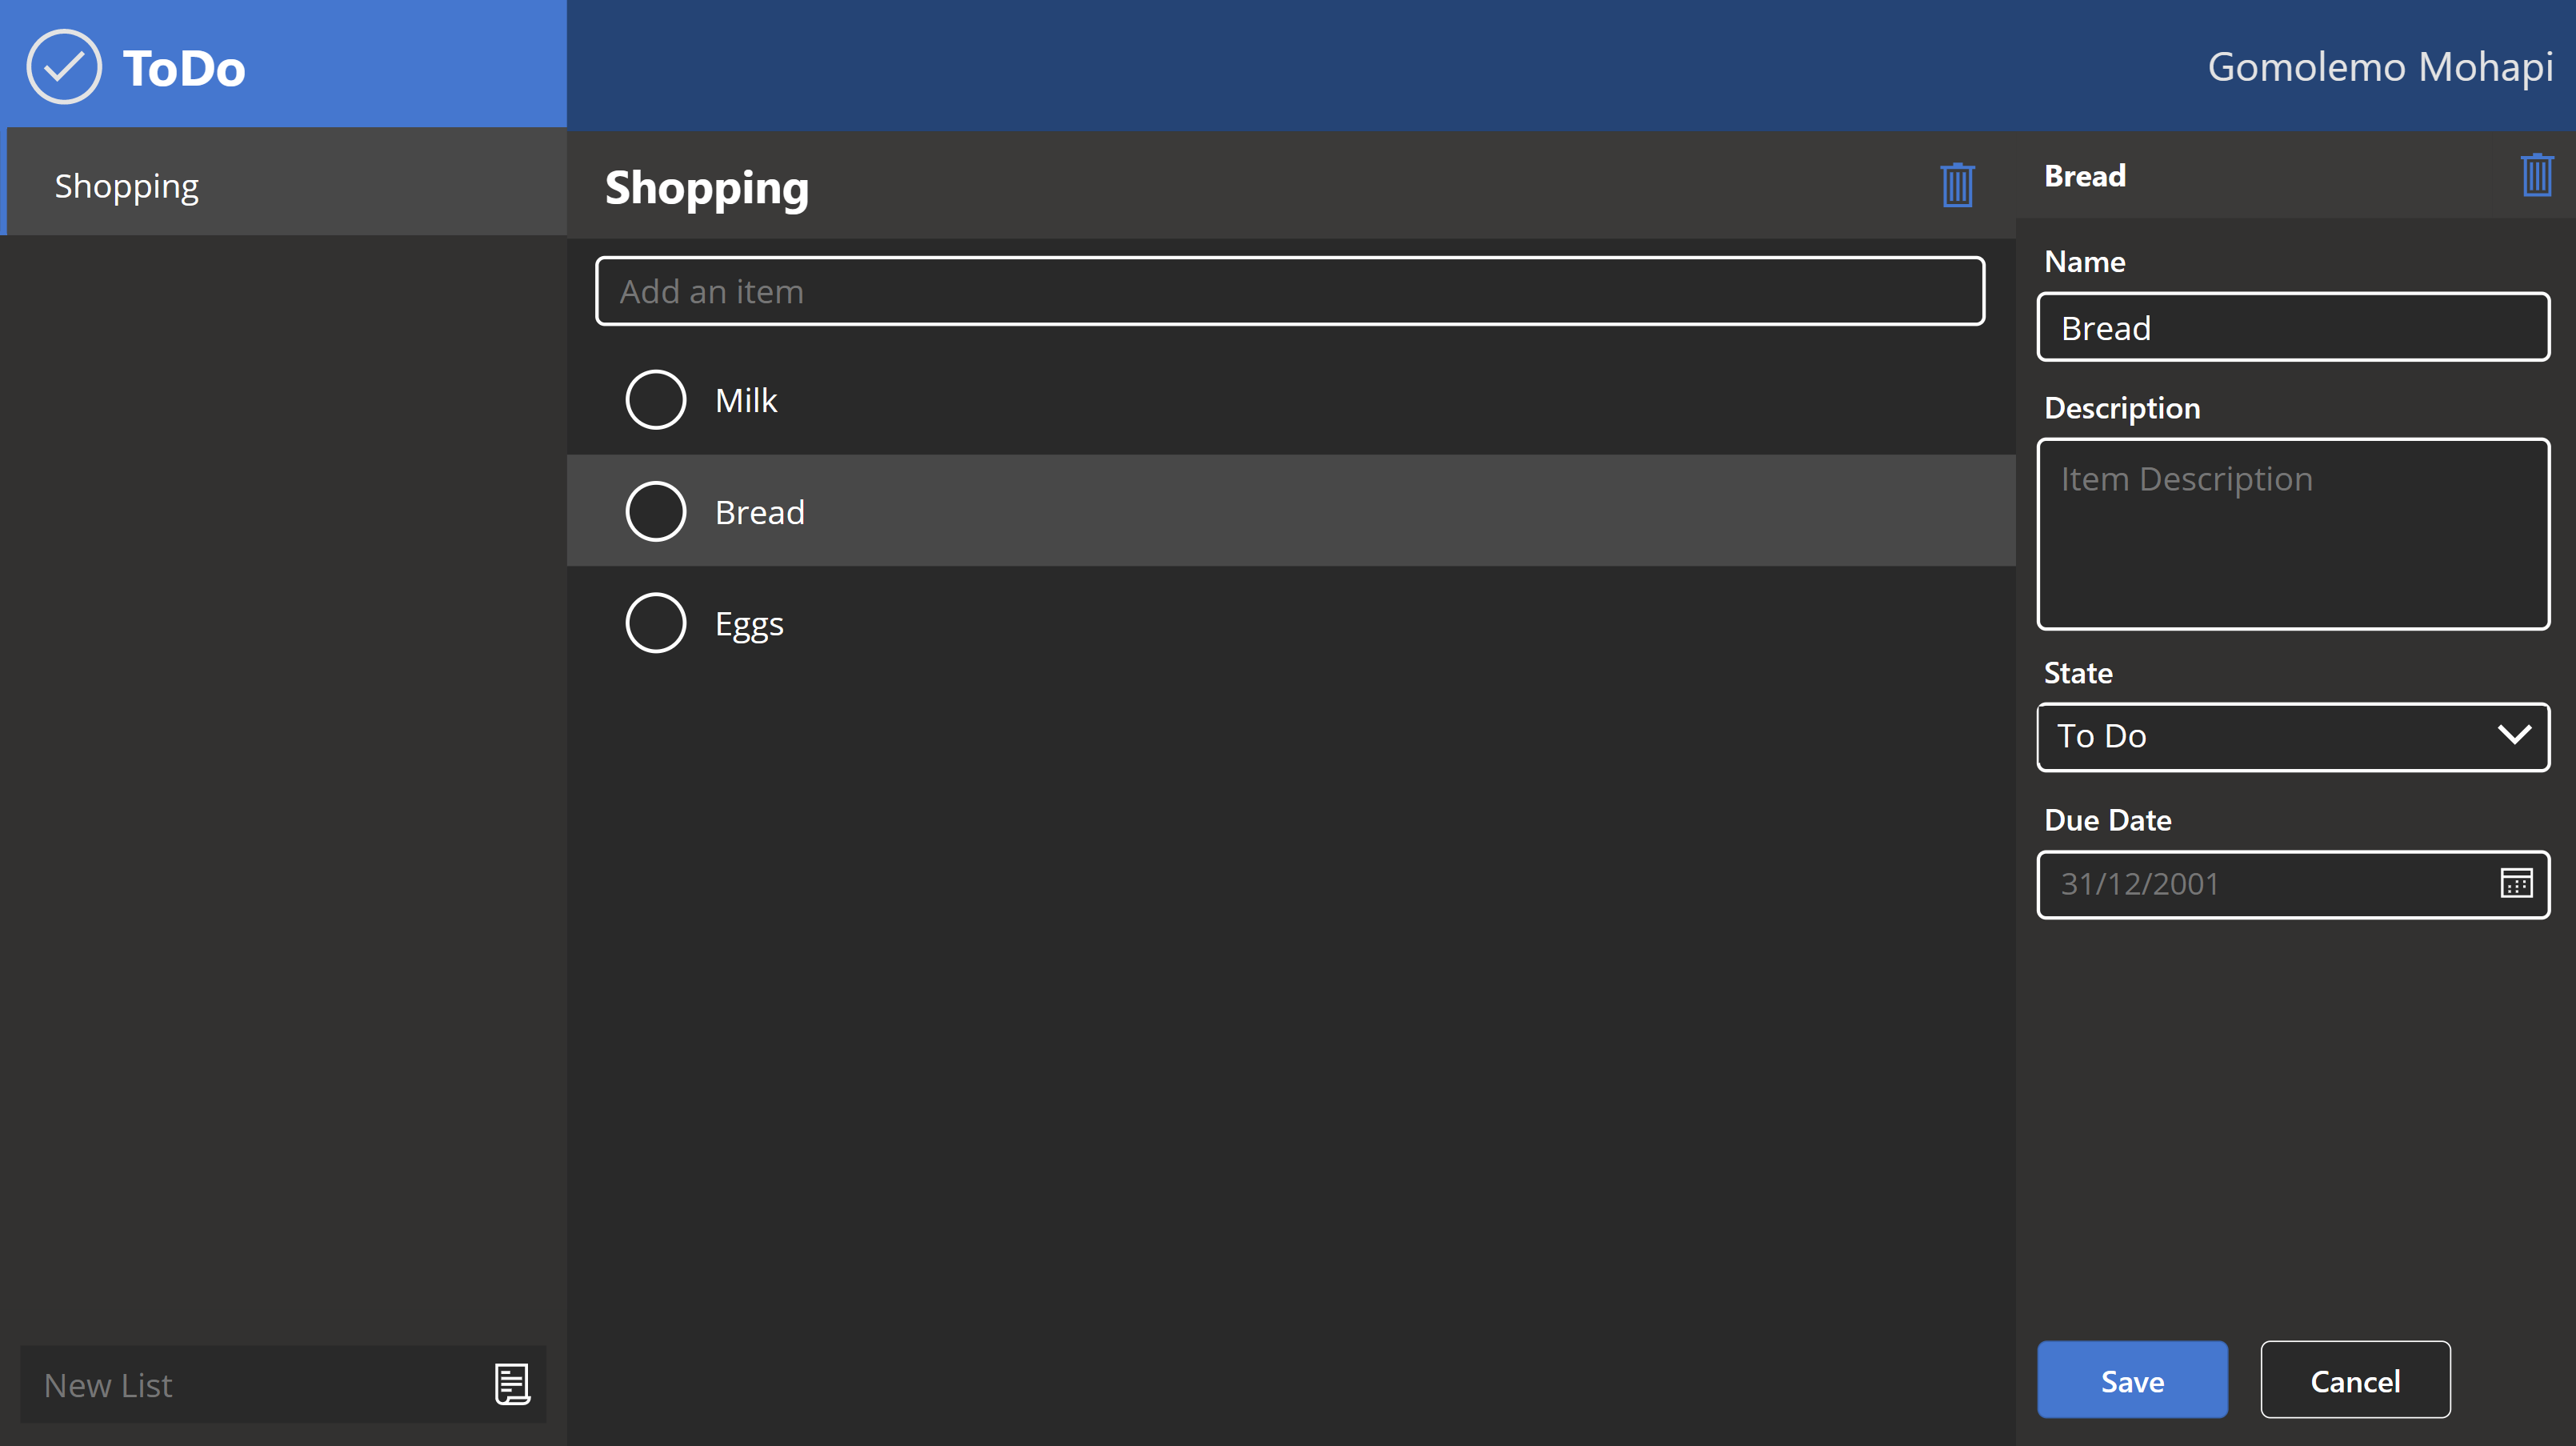 ToDo
Gomolemo Mohapi
Shopping
Shopping
Add an item
Milk
Bread
Eggs
New List
Bread
Name
Bread
Description
Item Description
State
To Do
Due Date
31/12/2001
Save
Cancel